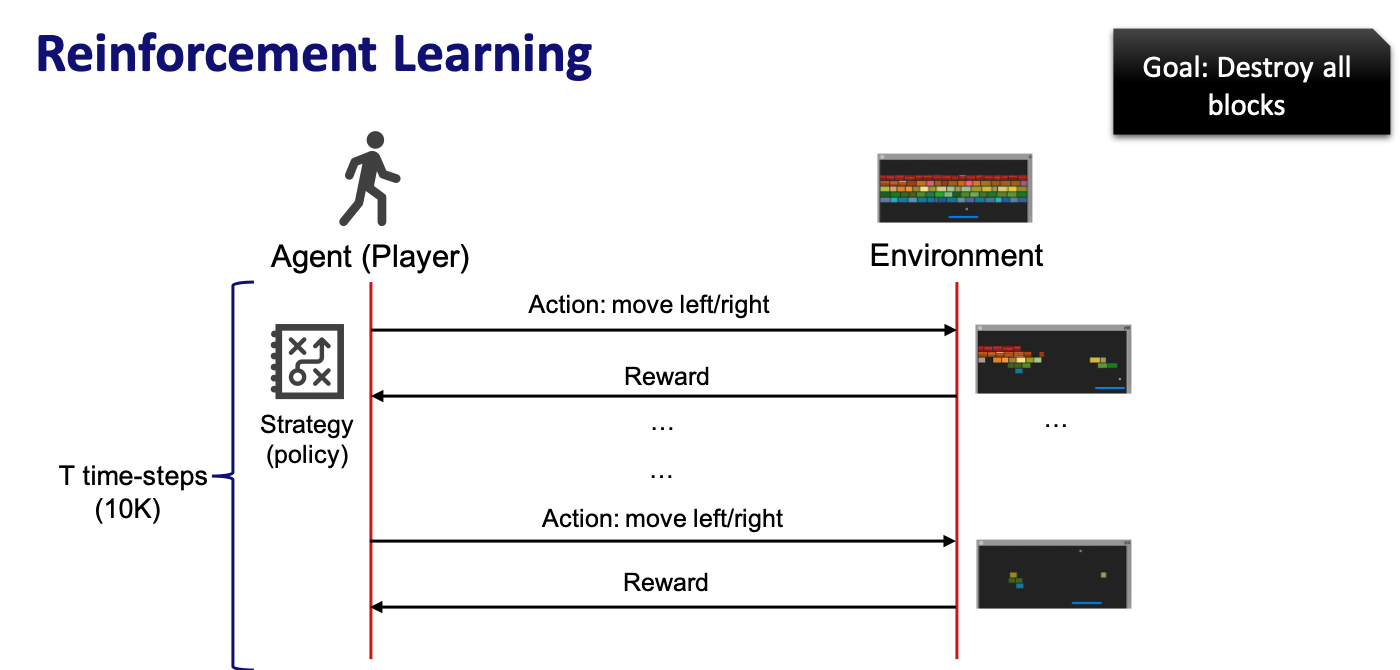 Reinforcement Learning
Goal: Destroy all
blocks
Agent (Player)
Environment
Action: move left/right
Reward
Strategy
(policy)
...
...
...
T time-steps
(10K)
Action: move left/right
Reward